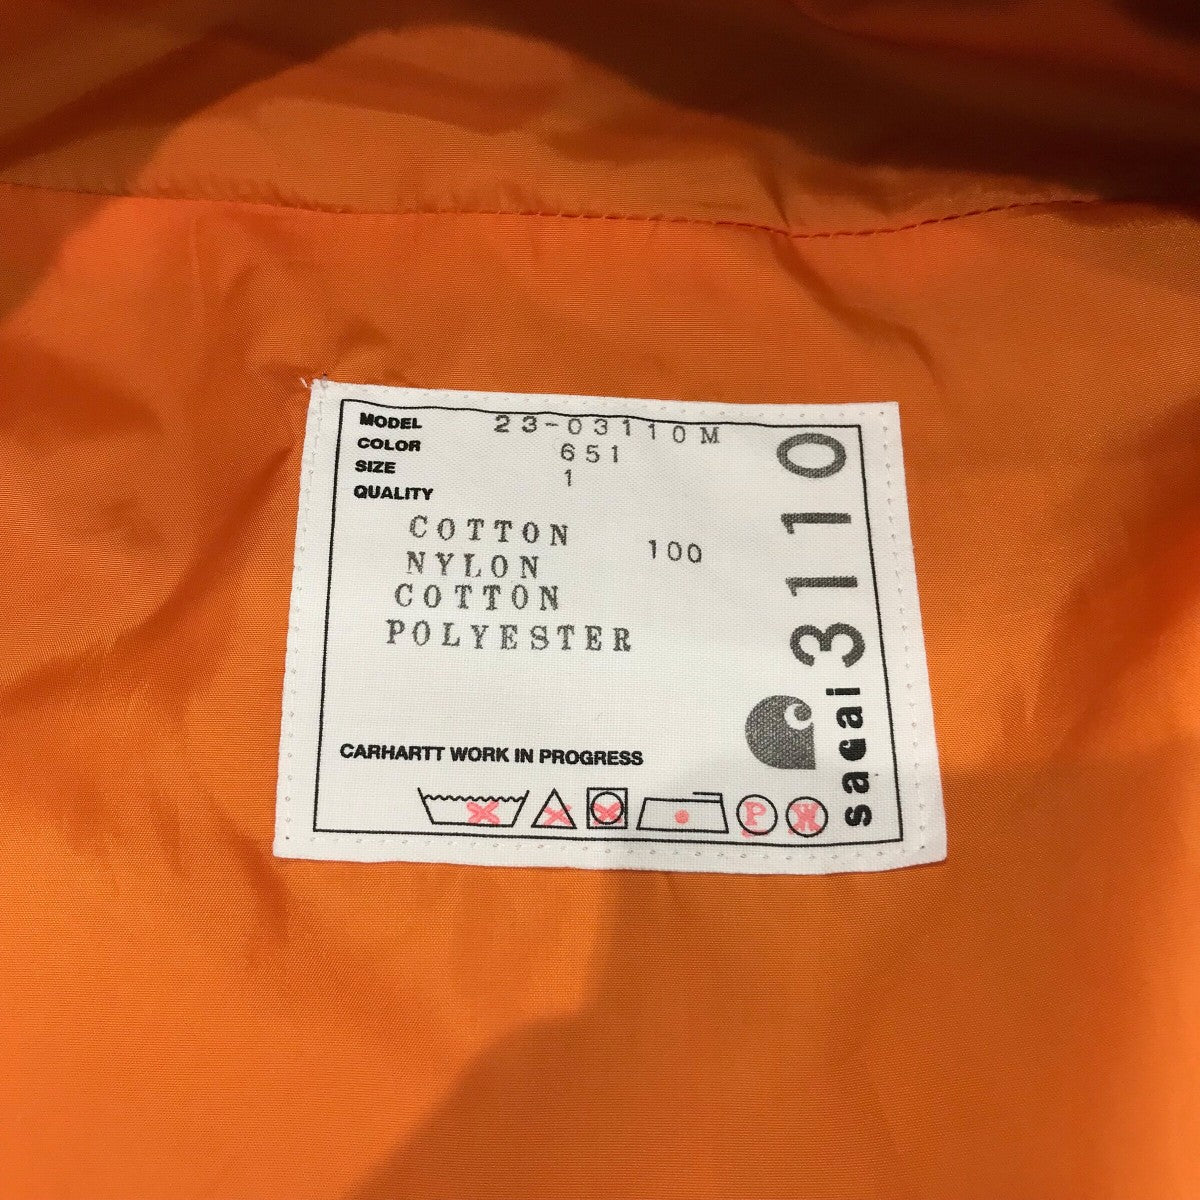 MODEL 23-03110M
COLOR 651
SIZE 1
QUALITY
COTTON 100
NYLON
COTTON
POLYESTER
CARHARTT WORK IN PROGRESS
P W
sacai 3110